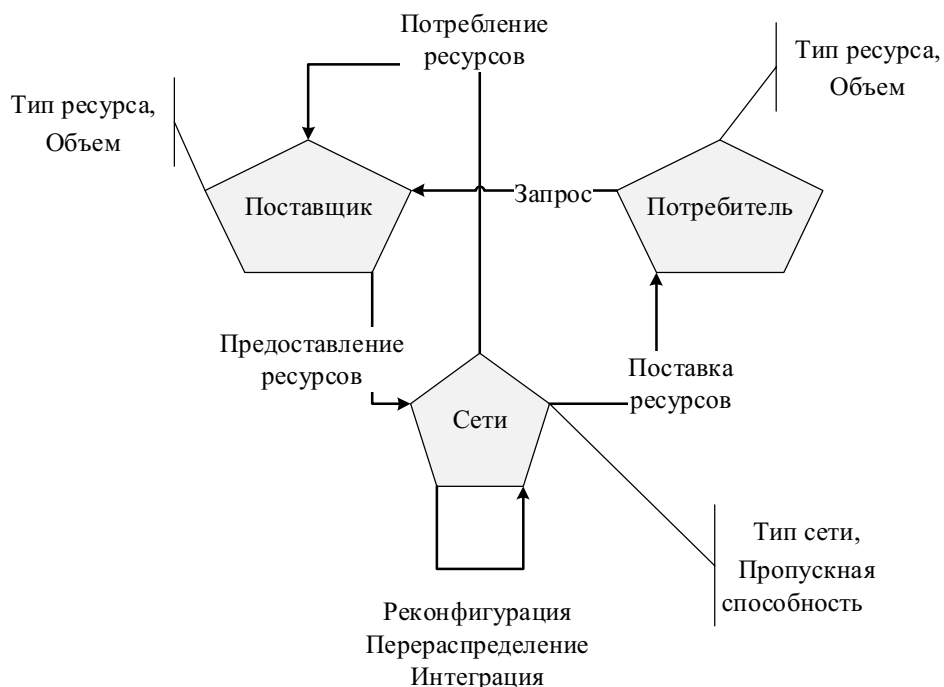 Потребление
ресурсов
Тип ресурса,
Объем
Тип ресурса,
Объем
Поставщик
Запрос
Потребитель
Предоставление
ресурсов
Сети
Поставка
ресурсов
Тип сети,
Пропускная
способность
Реконфигурация
Перераспределение
Интеграция